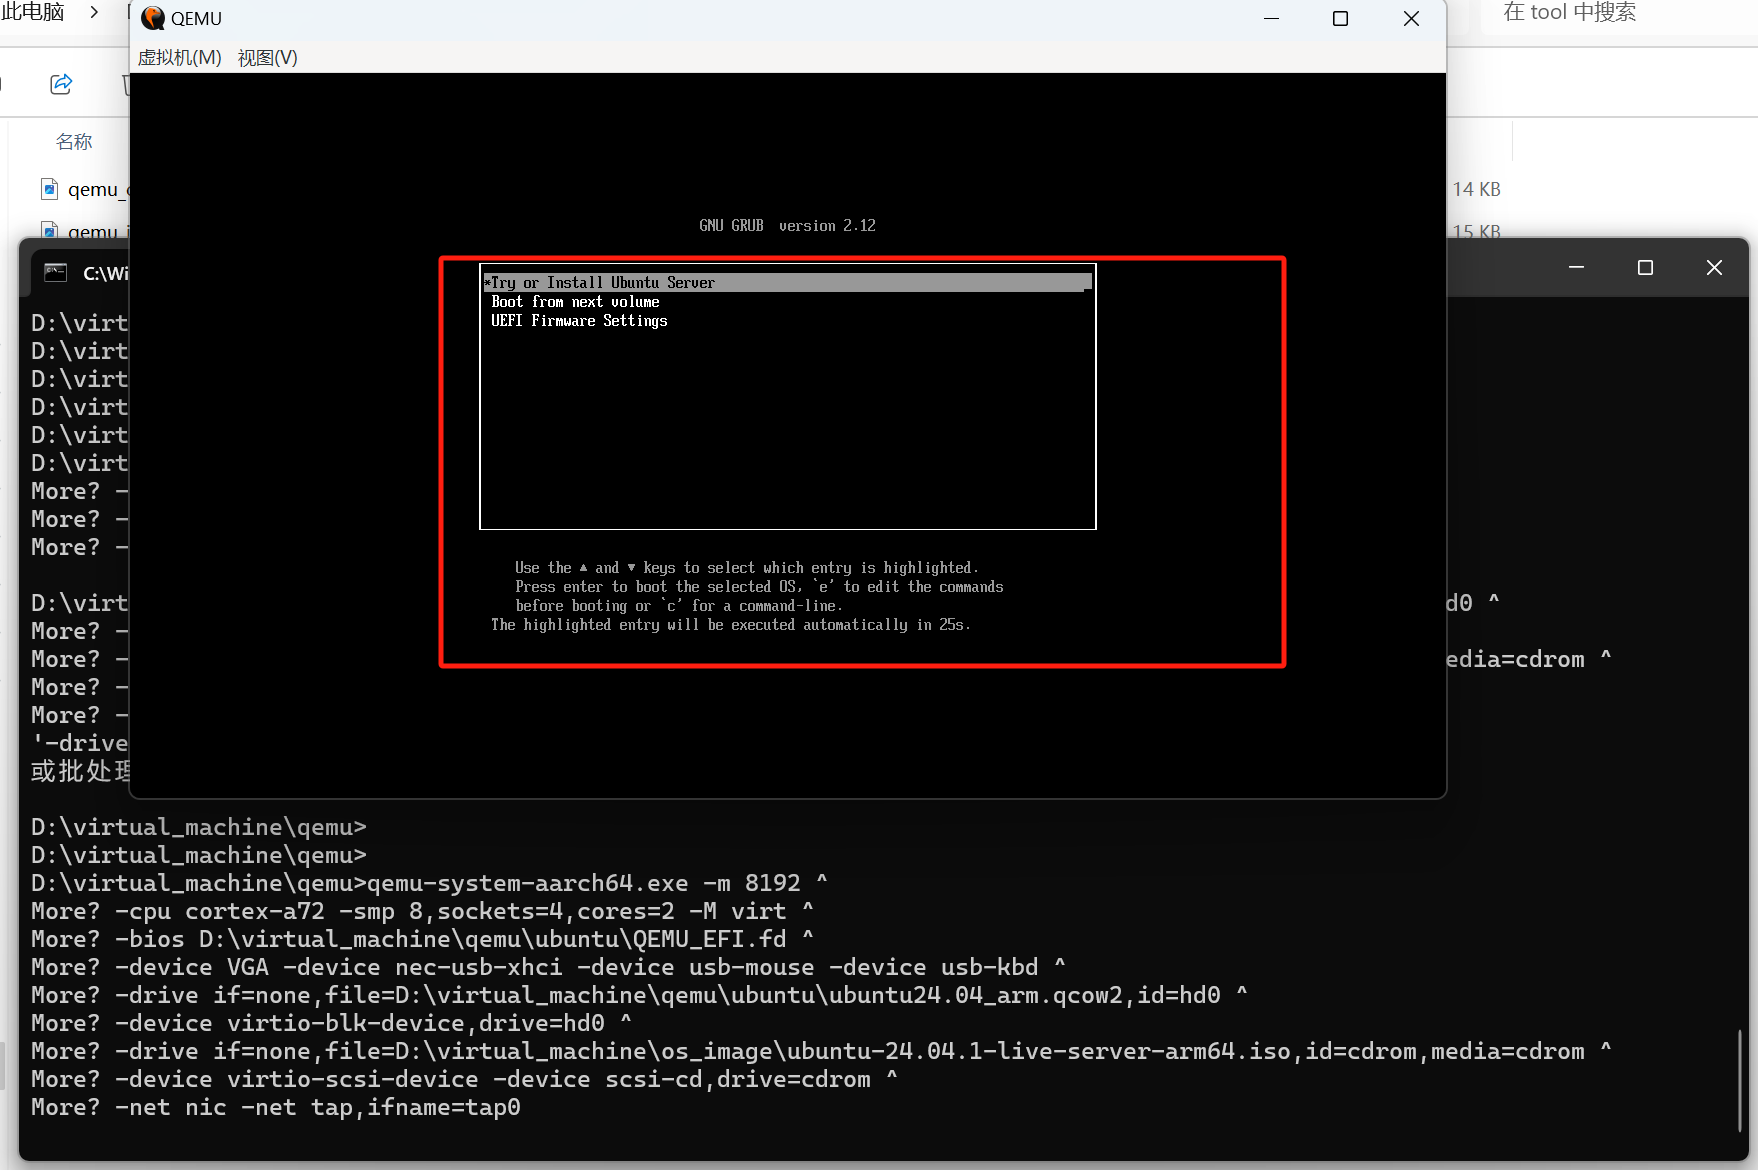 此电脑
在 tool 中搜索
QEMU
虚拟机(M) 视图(V)
名称
qemu_
14 KB
qemu_i
15 KB
GNU GRUB version 2.12
*Try or Install Ubuntu Server
Boot from next volume
UEFI Firmware Settings
Use the ▲ and ▼ keys to select which entry is highlighted.
Press enter to boot the selected OS, `e' to edit the commands
before booting or `c' for a command-line.
The highlighted entry will be executed automatically in 25s.
C:\Wi
D:\virt
D:\virt
D:\virt
D:\virt
D:\virt
D:\virt
More? -
More? -
More? -
D:\virt
d0 ^
More? -
More? -
edia=cdrom ^
More? -
More? -
'-drive
或批处理
D:\virtual_machine\qemu>
D:\virtual_machine\qemu>
D:\virtual_machine\qemu>qemu-system-aarch64.exe -m 8192 ^
More? -cpu cortex-a72 -smp 8,sockets=4,cores=2 -M virt ^
More? -bios D:\virtual_machine\qemu\ubuntu\QEMU_EFI.fd ^
More? -device VGA -device nec-usb-xhci -device usb-mouse -device usb-kbd ^
More? -drive if=none,file=D:\virtual_machine\qemu\ubuntu\ubuntu24.04_arm.qcow2,id=hd0 ^
More? -device virtio-blk-device,drive=hd0 ^
More? -drive if=none,file=D:\virtual_machine\os_image\ubuntu-24.04.1-live-server-arm64.iso,id=cdrom,media=cdrom ^
More? -device virtio-scsi-device -device scsi-cd,drive=cdrom ^
More? -net nic -net tap,ifname=tap0